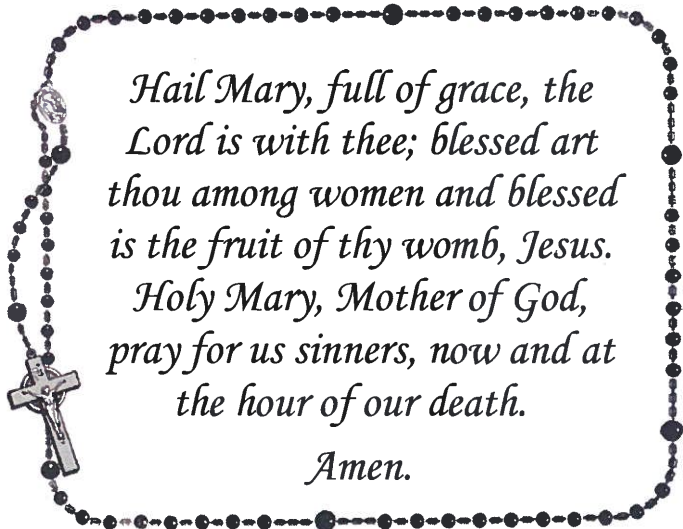 Hail Mary, full of grace, the
Lord is with thee; blessed art
thou among women and blessed
is the fruit of thy womb, Jesus.
Holy Mary, Mother of God,
pray for us sinners, now and at
the hour of our death.
Amen.